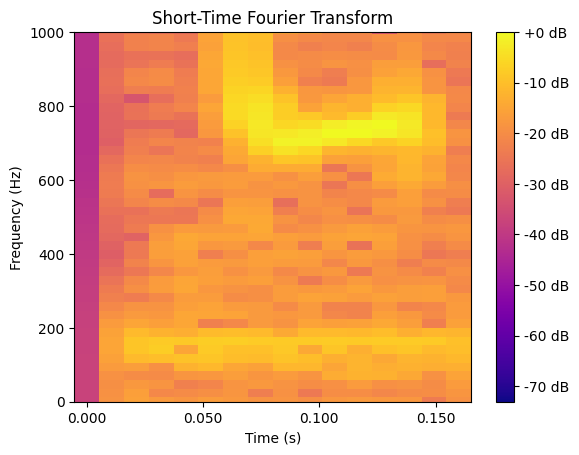 Short-Time Fourier Transform
Frequency (Hz)
1000
800
600
400
200
0
0.000
0.050
0.100
0.150
Time (s)
+0 dB
-10 dB
-20 dB
-30 dB
-40 dB
-50 dB
-60 dB
-70 dB